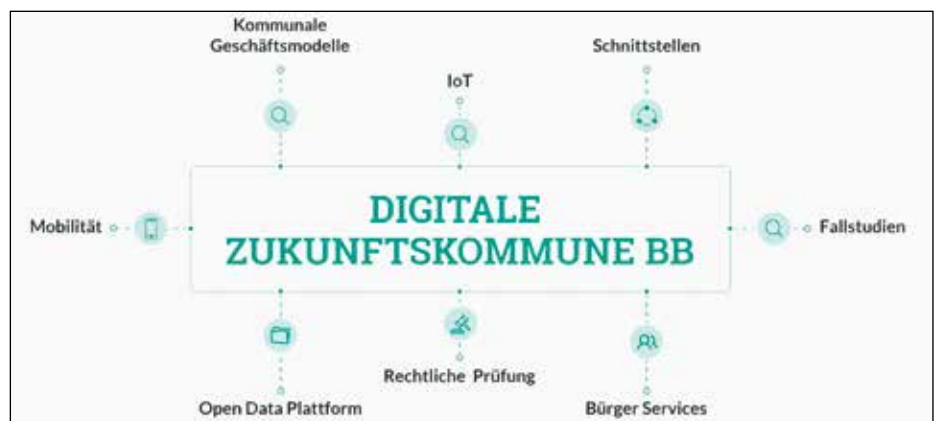 Kommunale
Geschäftsmodelle
Schnittstellen
IoT
DIGITALE
ZUKUNFTSKOMMUNE BB
Mobilität
Fallstudien
Rechtliche Prüfung
Open Data Plattform
Bürger Services